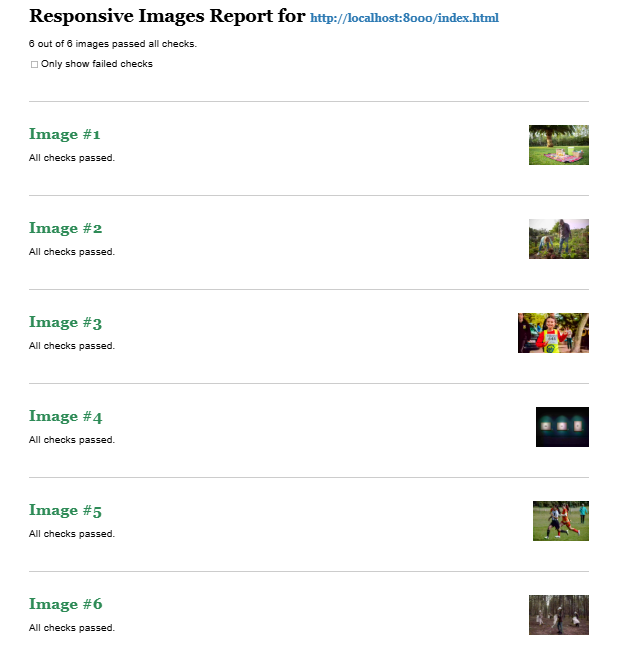 Responsive Images Report for http://localhost:8000/index.html
6 out of 6 images passed all checks.
Only show failed checks
Image #1
All checks passed.
Image #2
All checks passed.
Image #3
All checks passed.
Image #4
All checks passed.
Image #5
All checks passed.
Image #6
All checks passed.